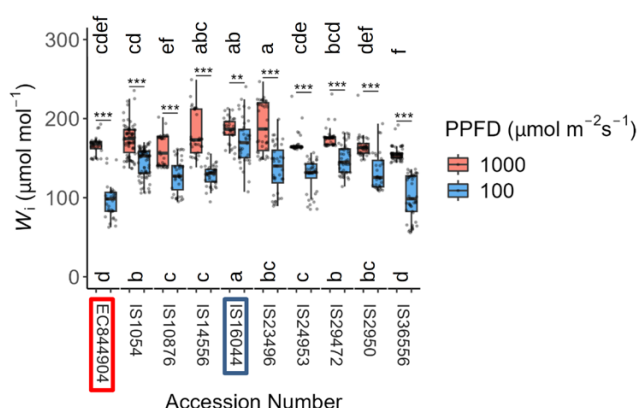 cdef cd ef abc ab a cde bcd def f
300
200
100
0
Wi (μmol mol−1)
*** *** *** *** ** *** *** *** *** ***
d b c c a bc c b bc d
EC844904
IS1054
IS10876
IS14556
IS16044
IS23496
IS24953
IS29472
IS2950
IS36556
Accession Number
PPFD (μmol m−2s−1)
1000
100